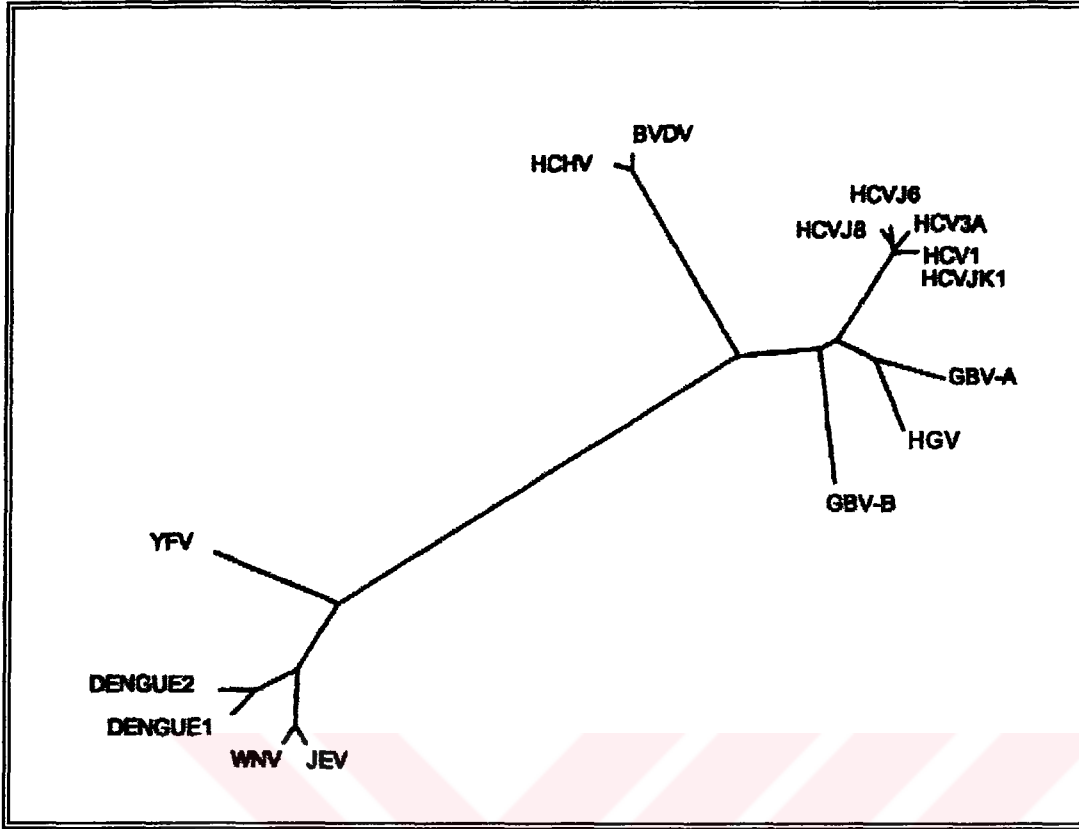 BVDV
HCHV
HCVJ6
HCVJ8
HCV3A
HCV1
HCVJK1
GBV-A
HGV
GBV-B
YFV
DENGUE2
DENGUE1
WNV
JEV